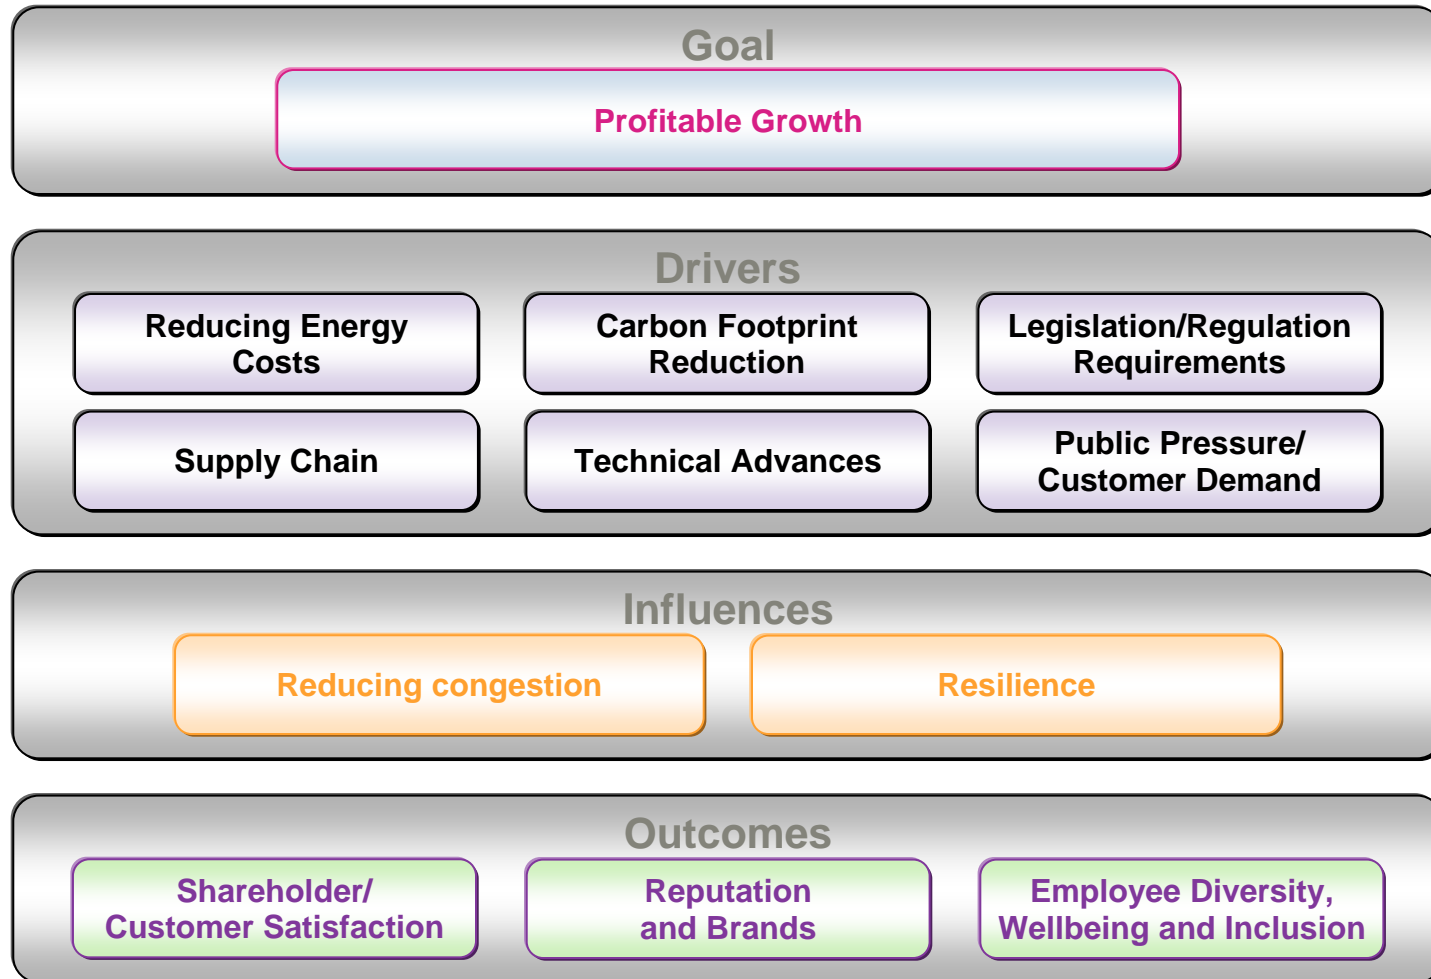 Goal
Profitable Growth
Drivers
Reducing Energy
Costs
Carbon Footprint
Reduction
Legislation/Regulation
Requirements
Supply Chain
Technical Advances
Public Pressure/
Customer Demand
Influences
Reducing congestion
Resilience
Outcomes
Shareholder/
Customer Satisfaction
Reputation
and Brands
Employee Diversity,
Wellbeing and Inclusion